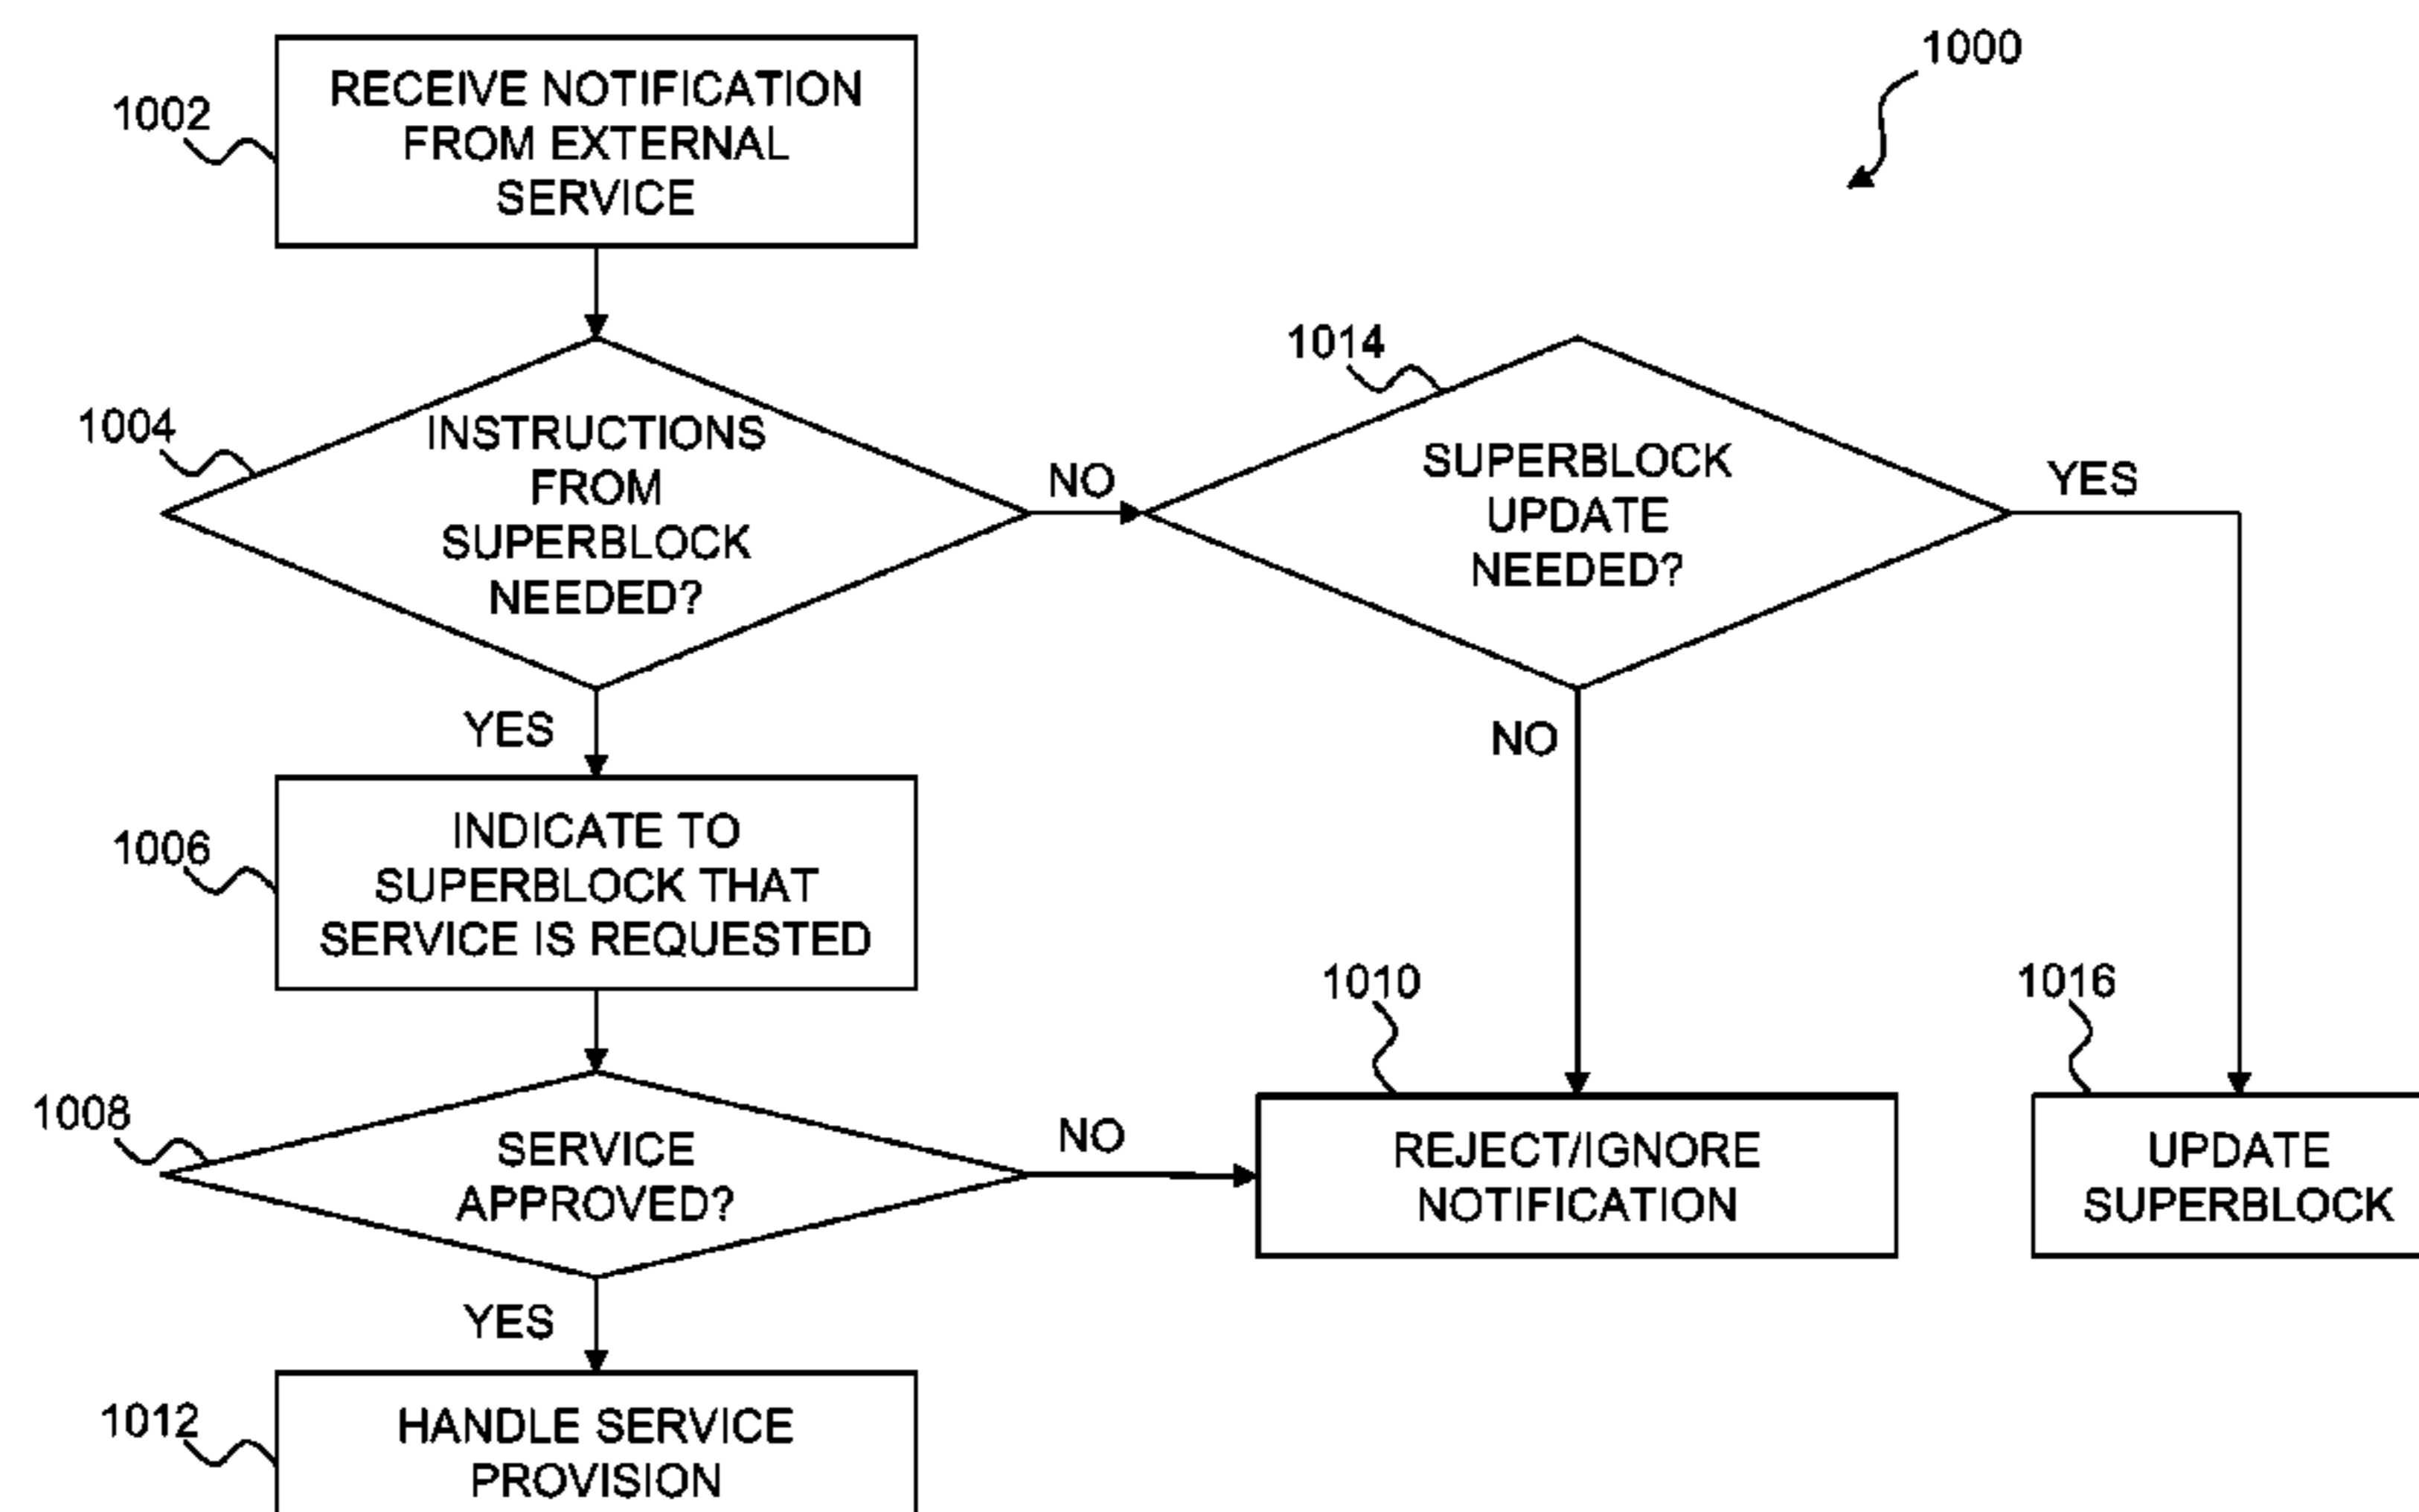 1000
1002
RECEIVE NOTIFICATION
FROM EXTERNAL
SERVICE
1004
INSTRUCTIONS
FROM
SUPERBLOCK
NEEDED?
NO
1014
SUPERBLOCK
UPDATE
NEEDED?
YES
YES
NO
1006
INDICATE TO
SUPERBLOCK THAT
SERVICE IS REQUESTED
1008
SERVICE
APPROVED?
NO
1010
REJECT/IGNORE
NOTIFICATION
1016
UPDATE
SUPERBLOCK
YES
1012
HANDLE SERVICE
PROVISION